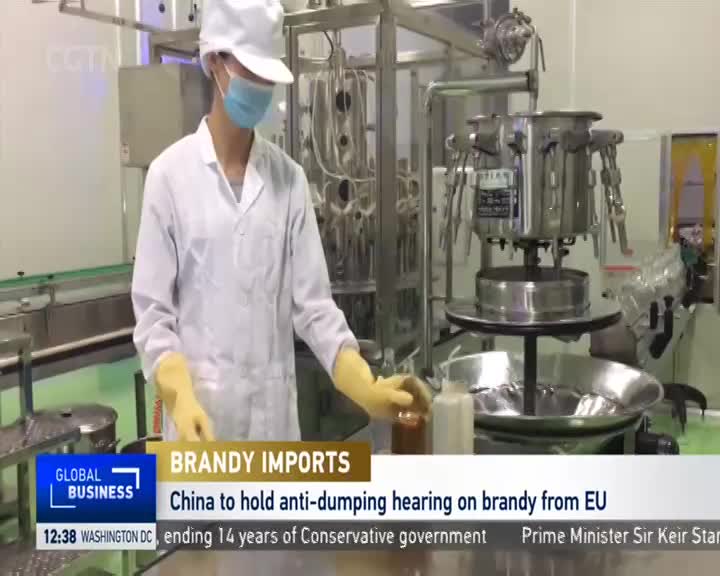 CGTN
BRANDY IMPORTS
GLOBAL
BUSINESS
China to hold anti-dumping hearing on brandy from EU
12:38 WASHINGTON DC , ending 14 years of Conservative government Prime Minister Sir Keir Star